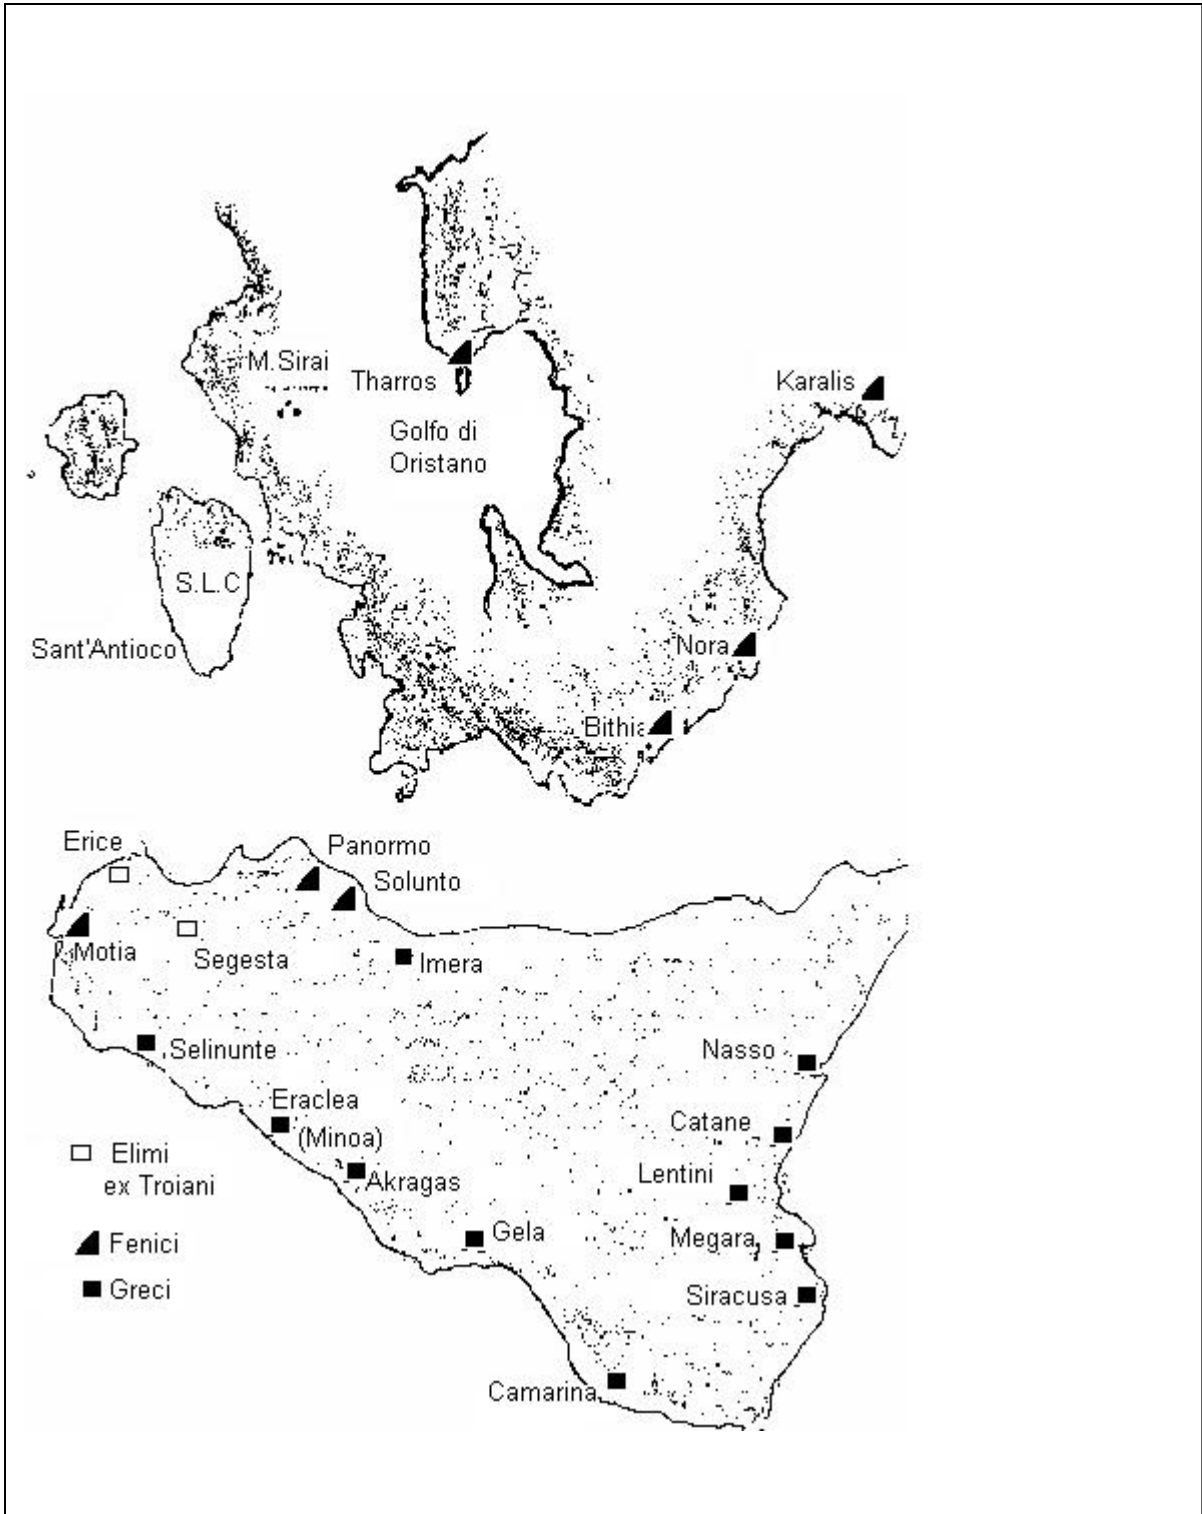 M.Sirai
Tharros
Karalis
Golfo di
Oristano
S.L.C
Sant'Antioco
Nora
Bithia
Erice
Panormo
Solunto
Motia
Segesta
Imera
Selinunte
Nasso
Eraclea
(Minoa)
Catane
Akragas
Lentini
Elimi
ex Troiani
Gela
Megara
Fenici
Greci
Siracusa
Camarina